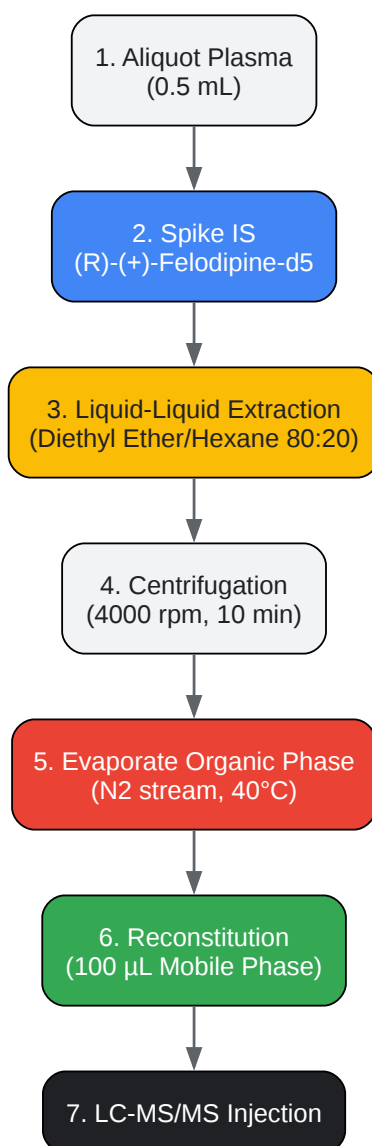 1. Aliquot Plasma
(0.5 mL)
2. Spike IS
(R)-(+)-Felodipine-d5
3. Liquid-Liquid Extraction
(Diethyl Ether/Hexane 80:20)
4. Centrifugation
(4000 rpm, 10 min)
5. Evaporate Organic Phase
(N2 stream, 40°C)
6. Reconstitution
(100 µL Mobile Phase)
7. LC-MS/MS Injection